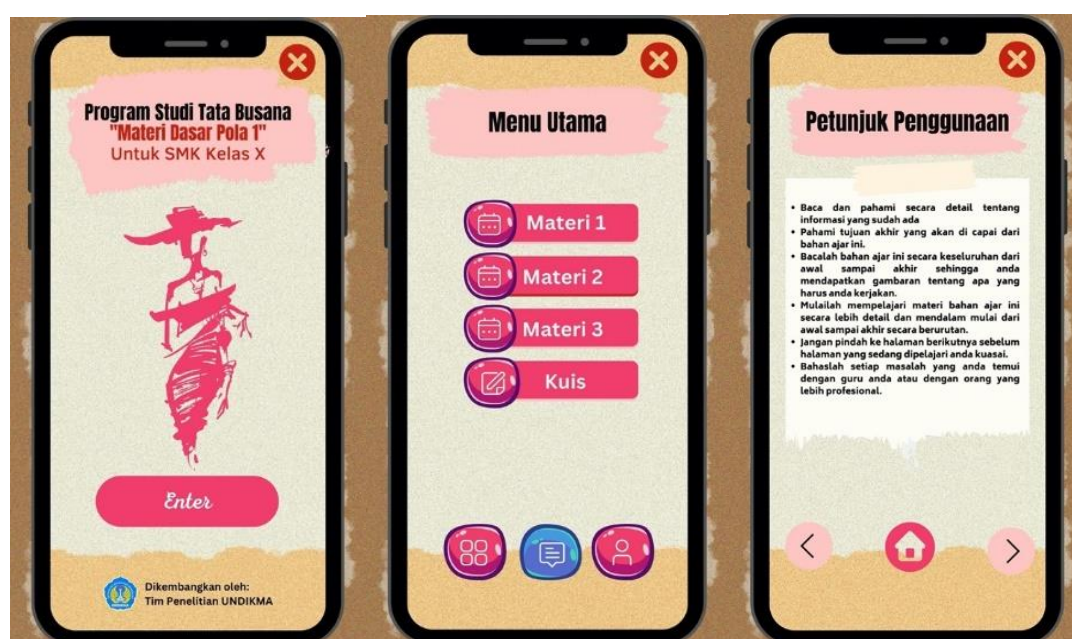 Program Studi Tata Busana
"Materi Dasar Pola 1"
Untuk SMK Kelas X
Enter
Dikembangkan oleh:
Tim Penelitian UNDIKMA
Menu Utama
Materi 1
Materi 2
Materi 3
Kuis
Petunjuk Penggunaan
• Baca dan pahami secara detail tentang
informasi yang sudah ada
• Pahami tujuan akhir yang akan di capai dari
bahan ajar ini.
• Bacalah bahan ajar ini secara keseluruhan dari
awal sampai akhir sehingga anda
mendapatkan gambaran tentang apa yang
harus anda kerjakan.
• Mulailah mempelajari materi bahan ajar ini
secara lebih detail dan mendalam mulai dari
awal sampai akhir secara berurutan.
• Jangan pindah ke halaman berikutnya sebelum
halaman yang sedang dipelajari anda kuasai.
• Bahaslah setiap masalah yang anda temui
dengan guru anda atau dengan orang yang
lebih profesional.